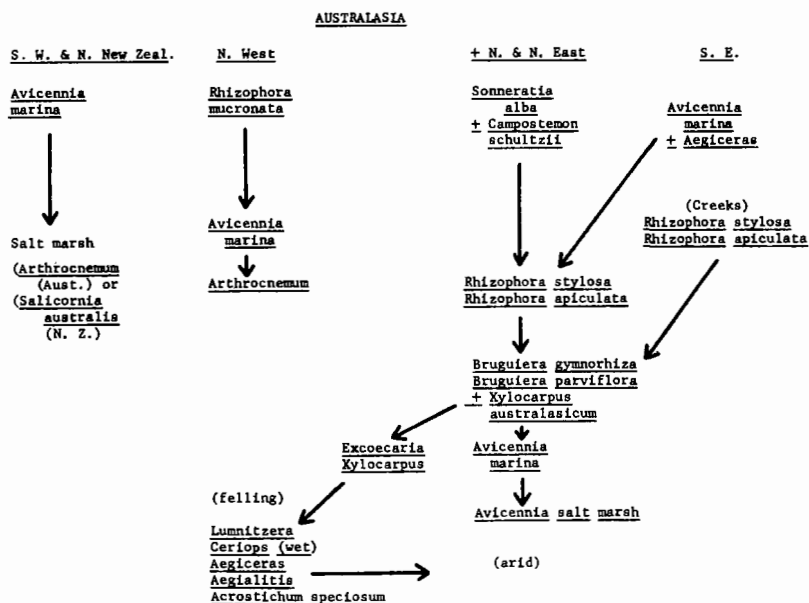 AUSTRALASIA
S. W. & N. New Zeal.
N. West
+ N. & N. East
S. E.
Avicennia
marina
Rhizophora
mucronata
Sonneratia
alba
+ Campostemon
schultzii
Avicennia
marina
+ Aegiceras
(Creeks)
Rhizophora stylosa
Rhizophora apiculata
Salt marsh
(Arthrocnemum
(Aust.) or
(Salicornia
australis
(N. Z.)
Avicennia
marina
Arthrocnemum
Rhizophora stylosa
Rhizophora apiculata
Bruguiera gymnorhiza
Bruguiera parviflora
+ Xylocarpus
australasicum
Excoecaria
Xylocarpus
Avicennia
marina
Avicennia salt marsh
(felling)
Lumnitzera
Ceriops (wet)
Aegiceras
Aegialitis
Acrostichum speciosum
(arid)